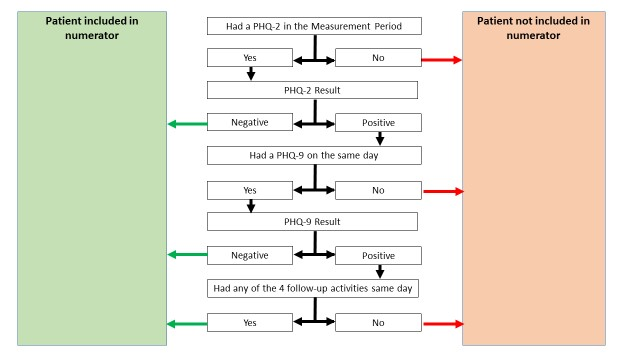 Patient included in
numerator
Had a PHQ-2 in the Measurement Period
Patient not included in
numerator
Yes
No
PHQ-2 Result
Negative
Positive
Had a PHQ-9 on the same day
Yes
No
PHQ-9 Result
Negative
Positive
Had any of the 4 follow-up activities same day
Yes
No